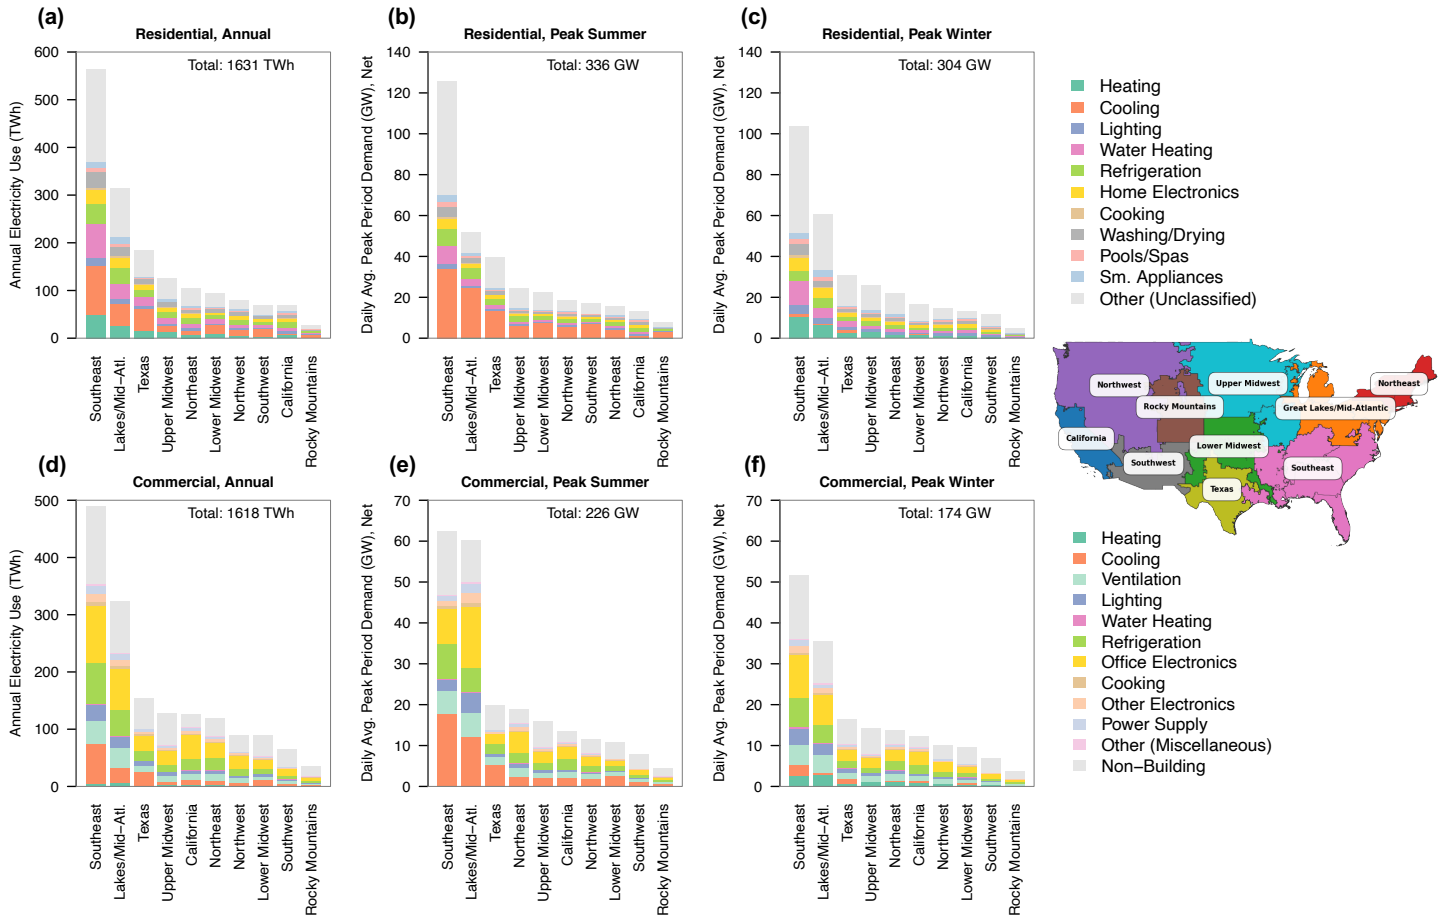 (a)
Residential, Annual
Total: 1631 TWh
Annual Electricity Use (TWh)
600
500
400
300
200
100
0
Southeast
Lakes/Mid−Atl.
Texas
Upper Midwest
Northeast
Lower Midwest
Northwest
Southwest
California
Rocky Mountains
(b)
Residential, Peak Summer
Total: 336 GW
Daily Avg. Peak Period Demand (GW), Net
140
120
100
80
60
40
20
0
Southeast
Lakes/Mid−Atl.
Texas
Upper Midwest
Lower Midwest
Northeast
Southwest
Northwest
California
Rocky Mountains
(c)
Residential, Peak Winter
Total: 304 GW
Daily Avg. Peak Period Demand (GW), Net
140
120
100
80
60
40
20
0
Southeast
Lakes/Mid−Atl.
Texas
Upper Midwest
Northeast
Lower Midwest
Northwest
California
Southwest
Rocky Mountains
Heating
Cooling
Lighting
Water Heating
Refrigeration
Home Electronics
Cooking
Washing/Drying
Pools/Spas
Sm. Appliances
Other (Unclassified)
Northwest
Upper Midwest
Northeast
Rocky Mountains
Great Lakes/Mid-Atlantic
California
Lower Midwest
Southwest
Southeast
Texas
(d)
Commercial, Annual
Total: 1618 TWh
Annual Electricity Use (TWh)
500
400
300
200
100
0
Southeast
Lakes/Mid−Atl.
Texas
Upper Midwest
California
Northeast
Northwest
Lower Midwest
Southwest
Rocky Mountains
(e)
Commercial, Peak Summer
Total: 226 GW
Daily Avg. Peak Period Demand (GW), Net
70
60
50
40
30
20
10
0
Southeast
Lakes/Mid−Atl.
Texas
Northeast
Upper Midwest
California
Northwest
Lower Midwest
Southwest
Rocky Mountains
(f)
Commercial, Peak Winter
Total: 174 GW
Daily Avg. Peak Period Demand (GW), Net
70
60
50
40
30
20
10
0
Southeast
Lakes/Mid−Atl.
Texas
Upper Midwest
Northeast
California
Northwest
Lower Midwest
Southwest
Rocky Mountains
Heating
Cooling
Ventilation
Lighting
Water Heating
Refrigeration
Office Electronics
Cooking
Other Electronics
Power Supply
Other (Miscellaneous)
Non−Building